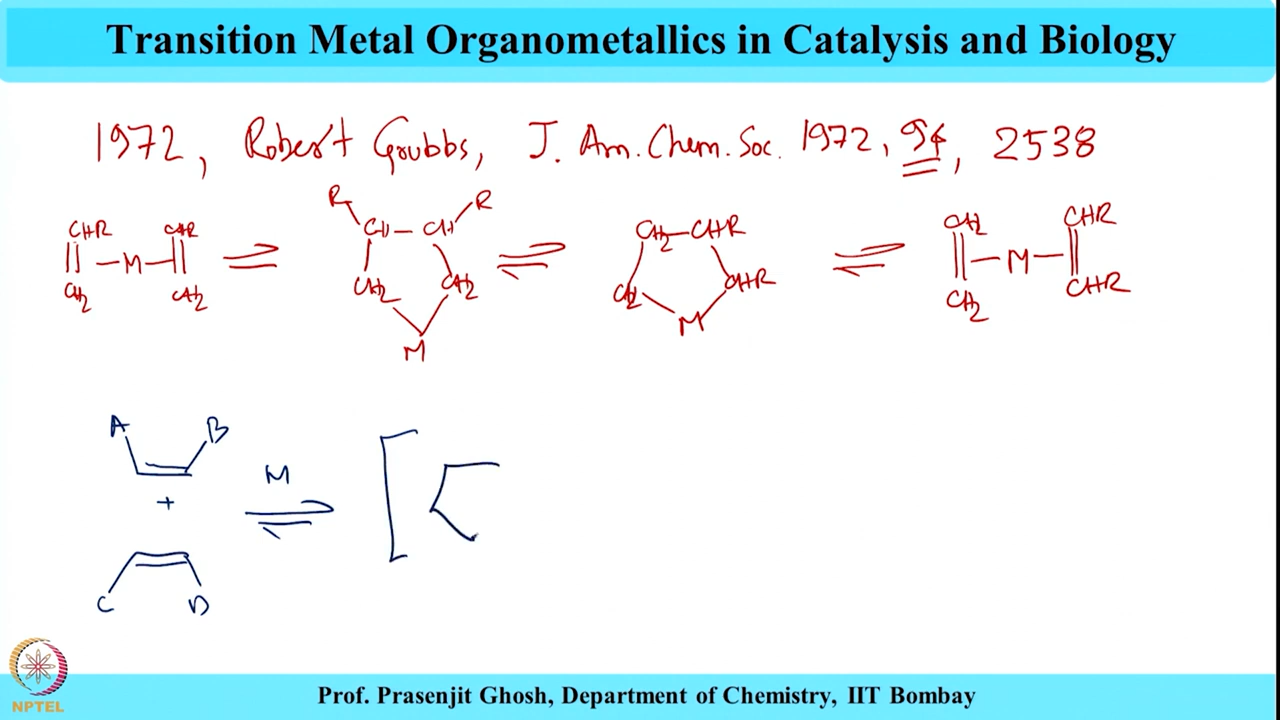 Transition Metal Organometallics in Catalysis and Biology
1972, Robert Grubbs, J. Am. Chem. Soc. 1972, 94, 2538
R R
CHR CHR CH CH CH2 CHR CH2 CHR
M M
CH2 CH2 CH2 CH2 CH2 CHR CH2 CHR
M M
A B
M
+
C D
NPTEL
Prof. Prasenjit Ghosh, Department of Chemistry, IIT Bombay